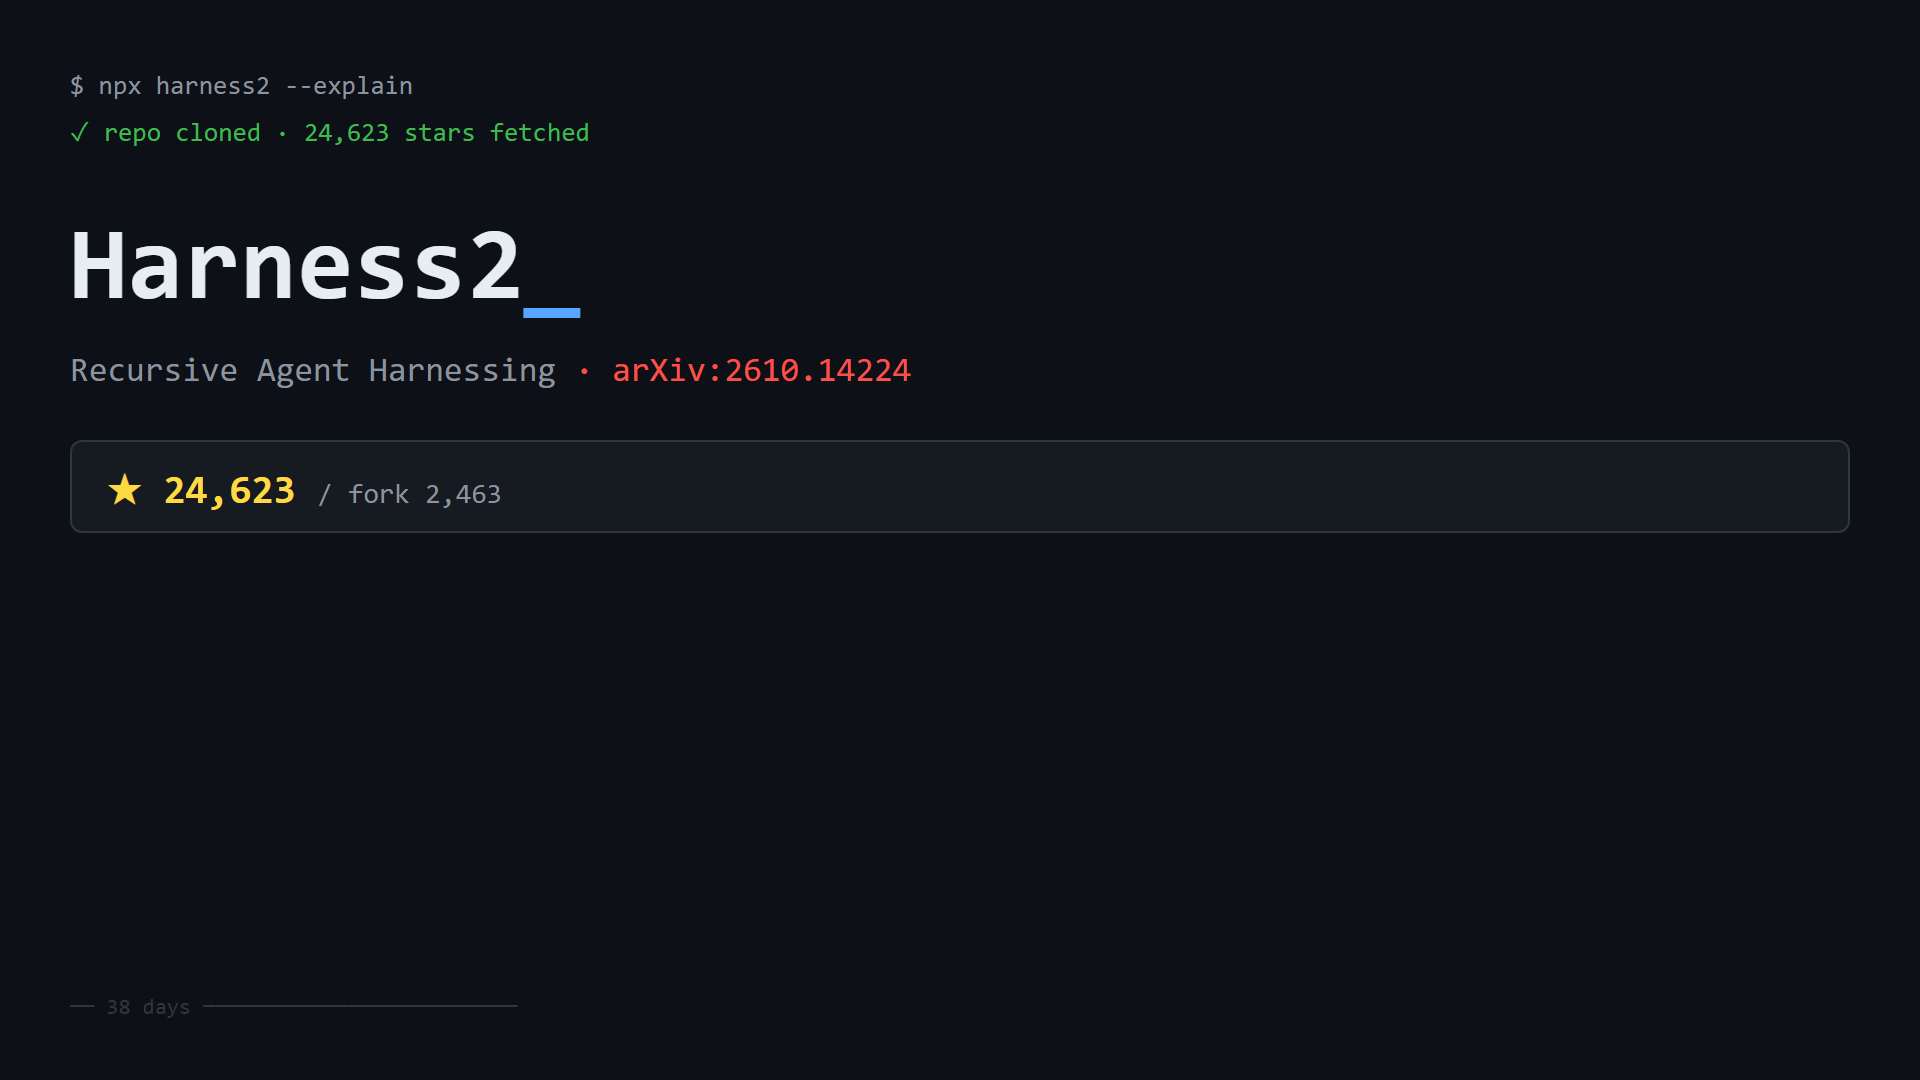 $ npx harness2 --explain
✓ repo cloned · 24,623 stars fetched
Harness2_
Recursive Agent Harnessing · arXiv:2610.14224
★ 24,623 / fork 2,463
── 38 days ──────────────────────────